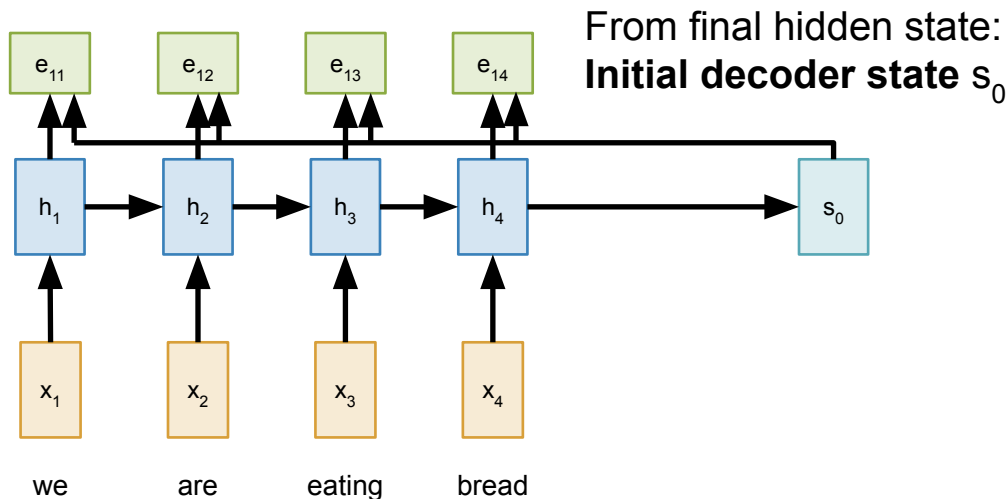 From final hidden state:
Initial decoder state s₀
e₁₁ e₁₂ e₁₃ e₁₄
h₁ h₂ h₃ h₄ s₀
x₁ x₂ x₃ x₄
we are eating bread